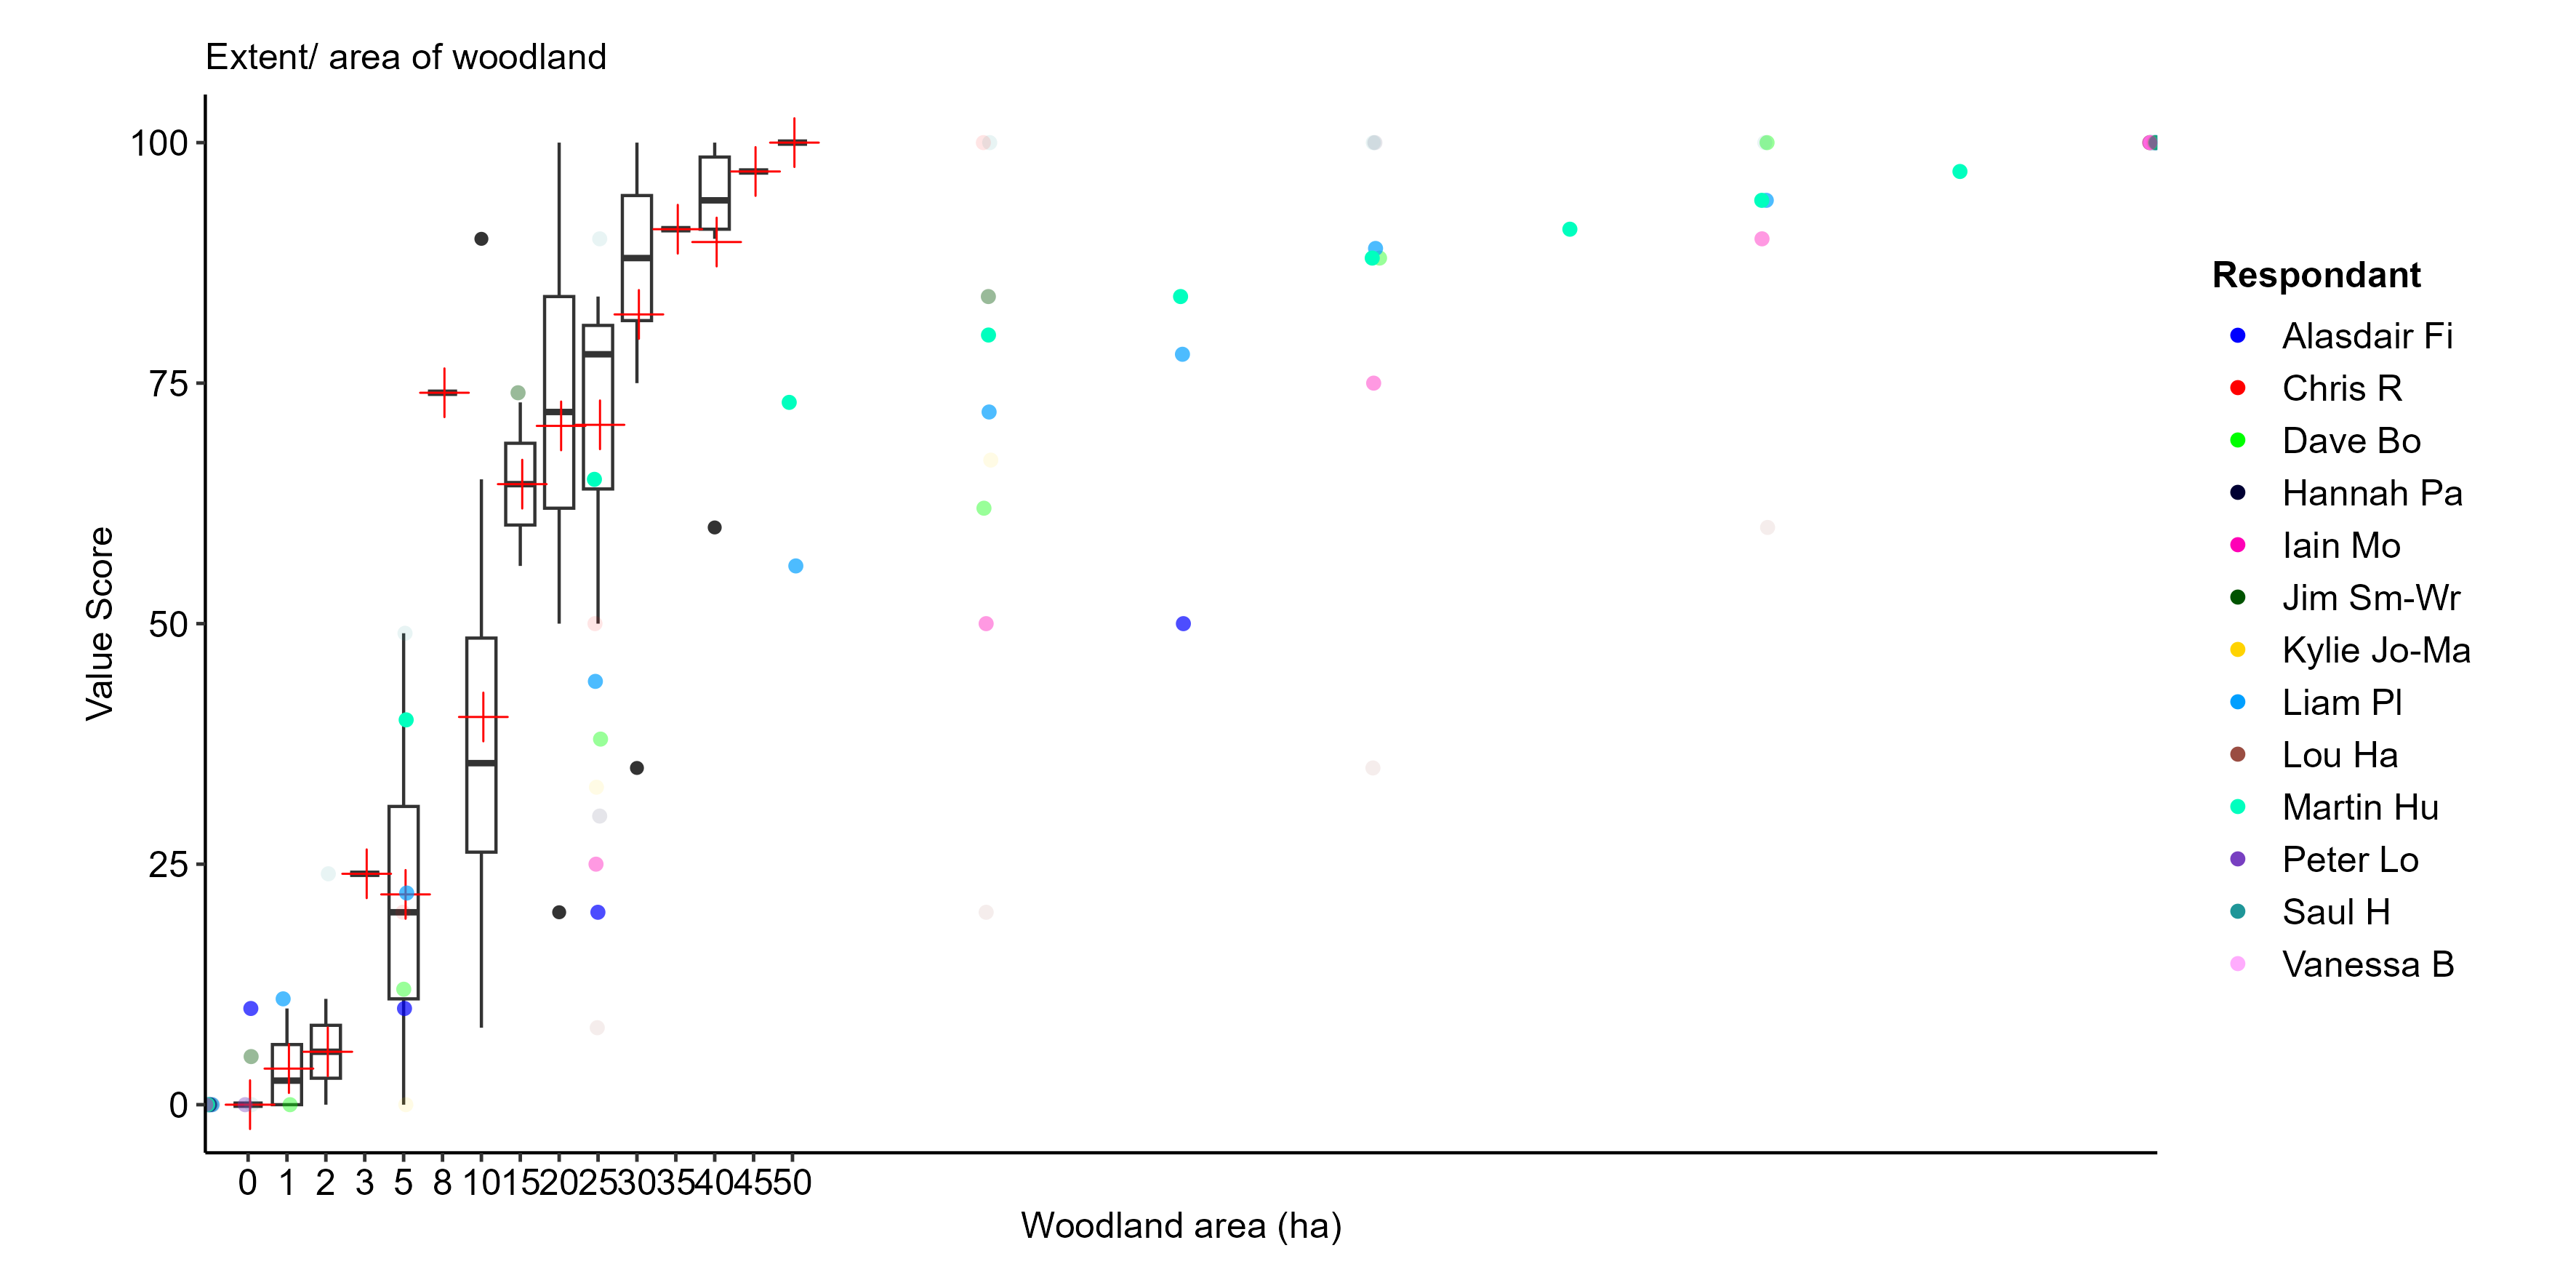 Extent/ area of woodland
100
75
50
25
0
Value Score
0 1 2 3 5 8 10 15 20 25 30 35 40 45 50
Woodland area (ha)
Respondant
Alasdair Fi
Chris R
Dave Bo
Hannah Pa
Iain Mo
Jim Sm-Wr
Kylie Jo-Ma
Liam Pl
Lou Ha
Martin Hu
Peter Lo
Saul H
Vanessa B